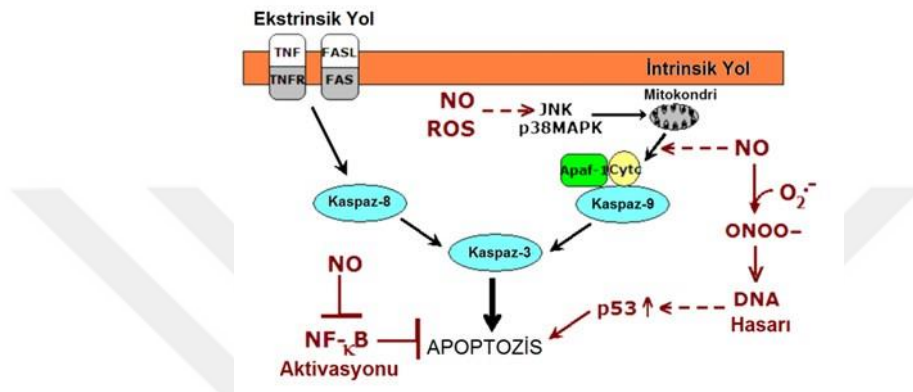 Ekstrinsik Yol
TNF
FASL
TNFR
FAS
İntrinsik Yol
Mitokondri
NO
ROS
JNK
p38MAPK
NO
Apaf-1
Cytc
O₂·⁻
Kaspaz-8
Kaspaz-9
ONOO–
Kaspaz-3
NO
p53↑
DNA
Hasarı
NF-κB
Aktivasyonu
APOPTOZİS